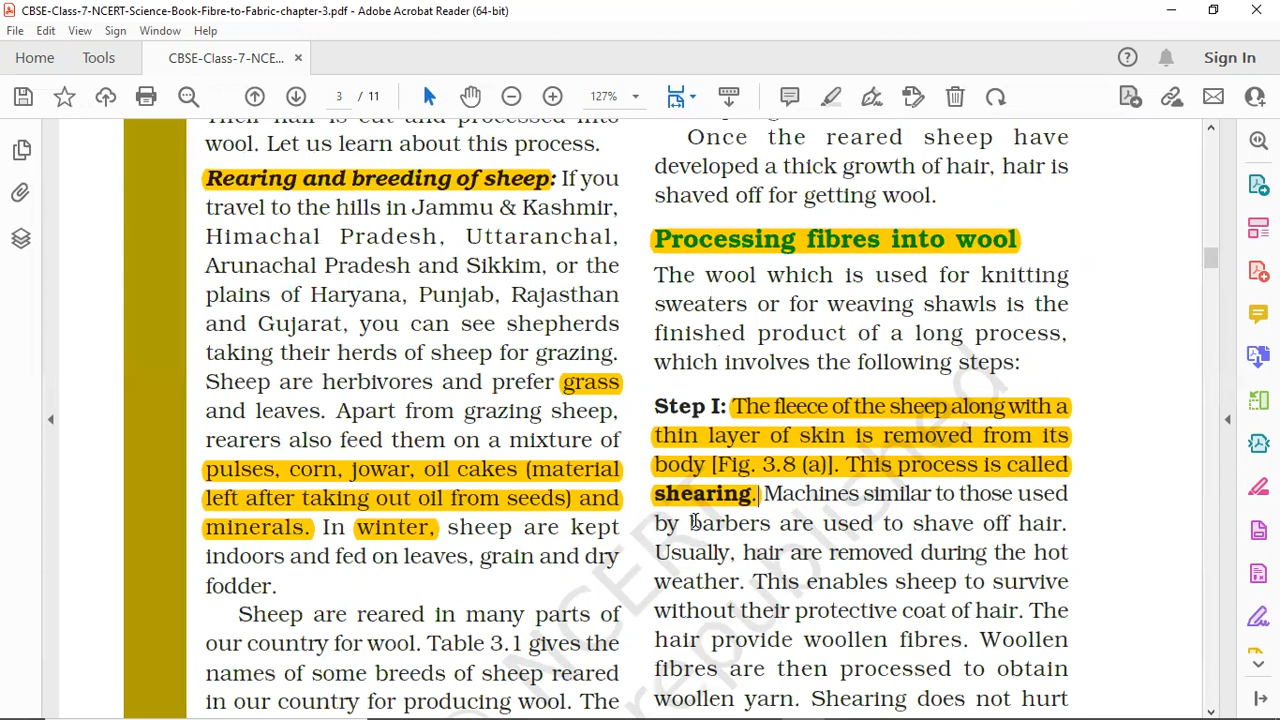 CBSE-Class-7-NCERT-Science-Book-Fibre-to-Fabric-chapter-3.pdf - Adobe Acrobat Reader (64-bit)
File Edit View Sign Window Help
Home Tools CBSE-Class-7-NCE... Sign In
3 / 11 127%
wool. Let us learn about this process.
Rearing and breeding of sheep: If you
travel to the hills in Jammu & Kashmir,
Himachal Pradesh, Uttaranchal,
Arunachal Pradesh and Sikkim, or the
plains of Haryana, Punjab, Rajasthan
and Gujarat, you can see shepherds
taking their herds of sheep for grazing.
Sheep are herbivores and prefer grass
and leaves. Apart from grazing sheep,
rearers also feed them on a mixture of
pulses, corn, jowar, oil cakes (material
left after taking out oil from seeds) and
minerals. In winter, sheep are kept
indoors and fed on leaves, grain and dry
fodder.
Sheep are reared in many parts of
our country for wool. Table 3.1 gives the
names of some breeds of sheep reared
in our country for producing wool. The
Once the reared sheep have
developed a thick growth of hair, hair is
shaved off for getting wool.
Processing fibres into wool
The wool which is used for knitting
sweaters or for weaving shawls is the
finished product of a long process,
which involves the following steps:
Step I: The fleece of the sheep along with a
thin layer of skin is removed from its
body [Fig. 3.8 (a)]. This process is called
shearing. Machines similar to those used
by barbers are used to shave off hair.
Usually, hair are removed during the hot
weather. This enables sheep to survive
without their protective coat of hair. The
hair provide woollen fibres. Woollen
fibres are then processed to obtain
woollen yarn. Shearing does not hurt
NCERT
republished